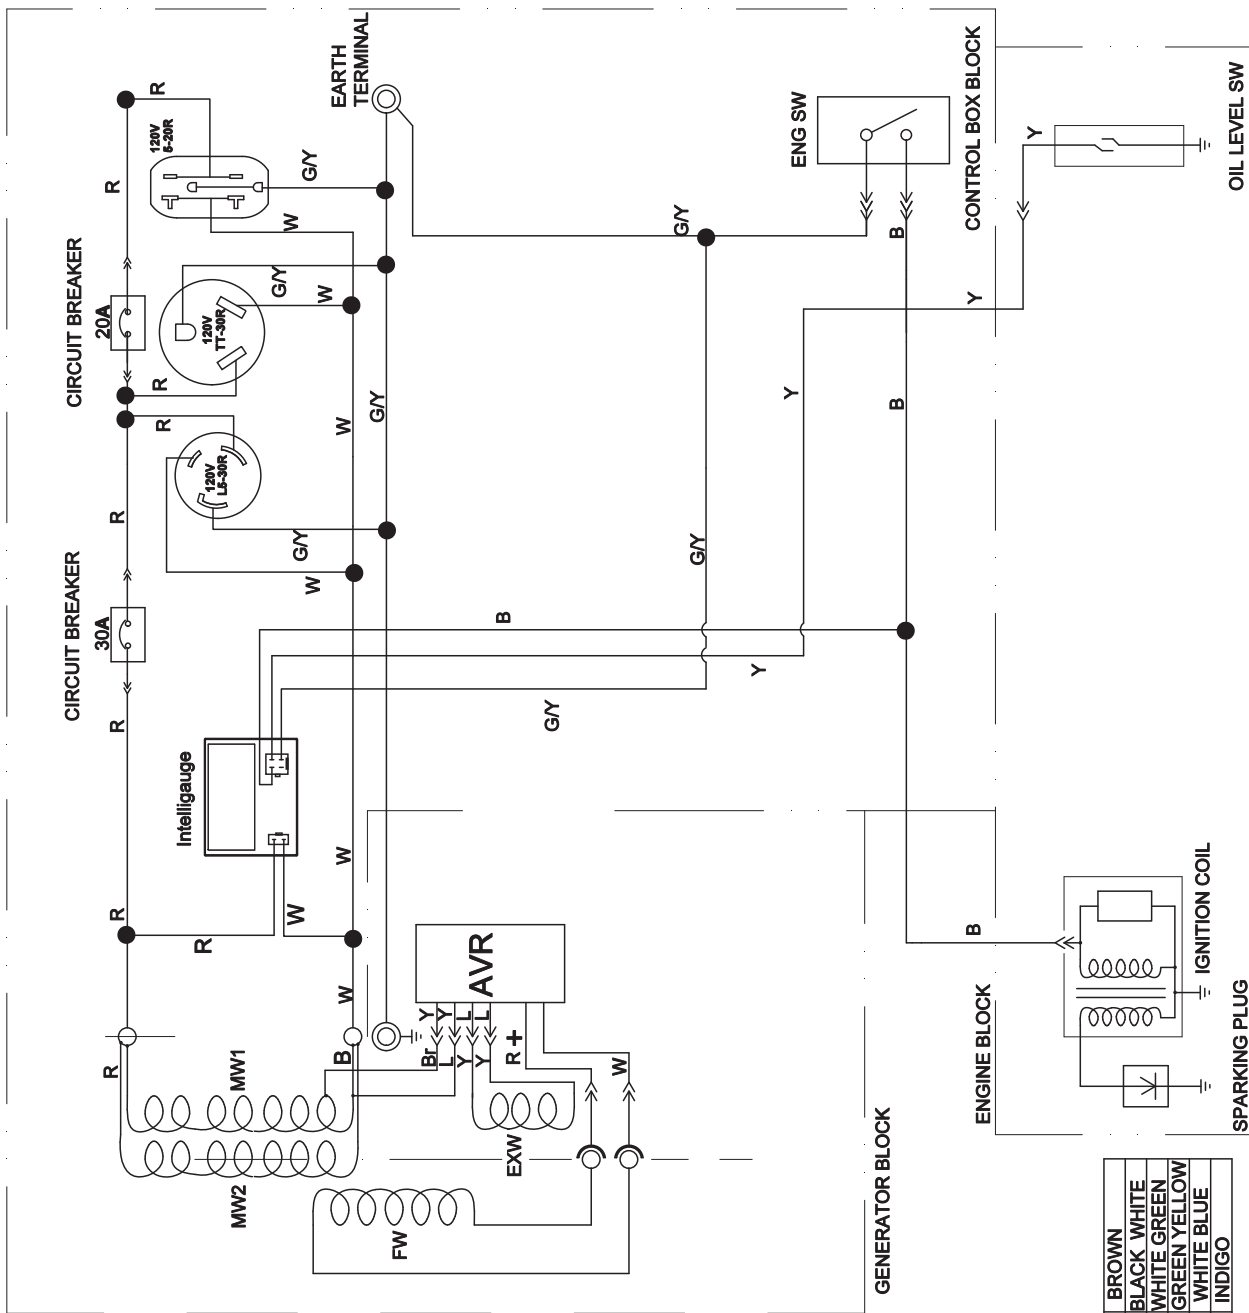 CIRCUIT BREAKER
30A
CIRCUIT BREAKER
20A
R
R
R
R
R
R
R
R
120V
5-20R
G/Y
W
EARTH
TERMINAL
120V
TT-30R
G/Y
W
120V
L5-30R
G/Y
W
W
G/Y
Intelligauge
R
W
W
W
B
Y
G/Y
G/Y
G/Y
ENG SW
B
B
Y
Y
CONTROL BOX BLOCK
Y
OIL LEVEL SW
R
MW1
MW2
B
AVR
Y
Y
L
L
Br
L
Y
Y
R
+
W
EXW
FW
GENERATOR BLOCK
ENGINE BLOCK
B
IGNITION COIL
SPARKING PLUG
BROWN
BLACK WHITE
WHITE GREEN
GREEN YELLOW
WHITE BLUE
INDIGO